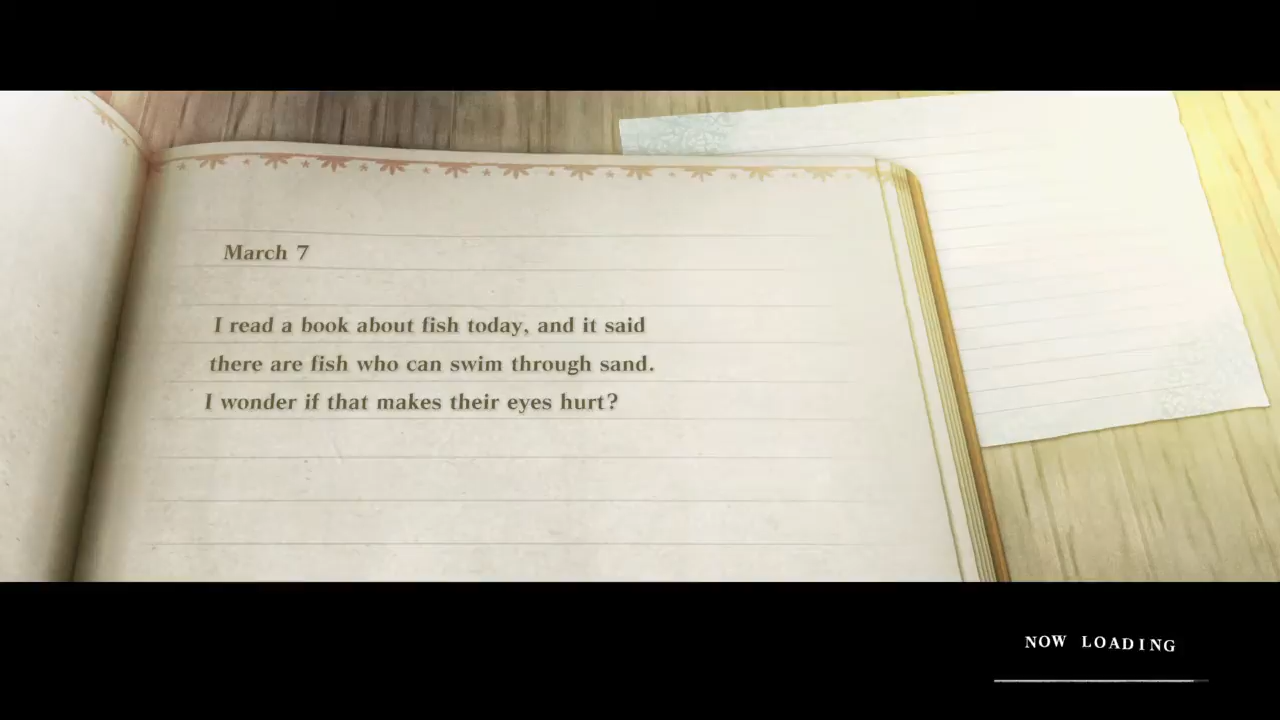 March 7
I read a book about fish today, and it said
there are fish who can swim through sand.
I wonder if that makes their eyes hurt?
NOW LOADING